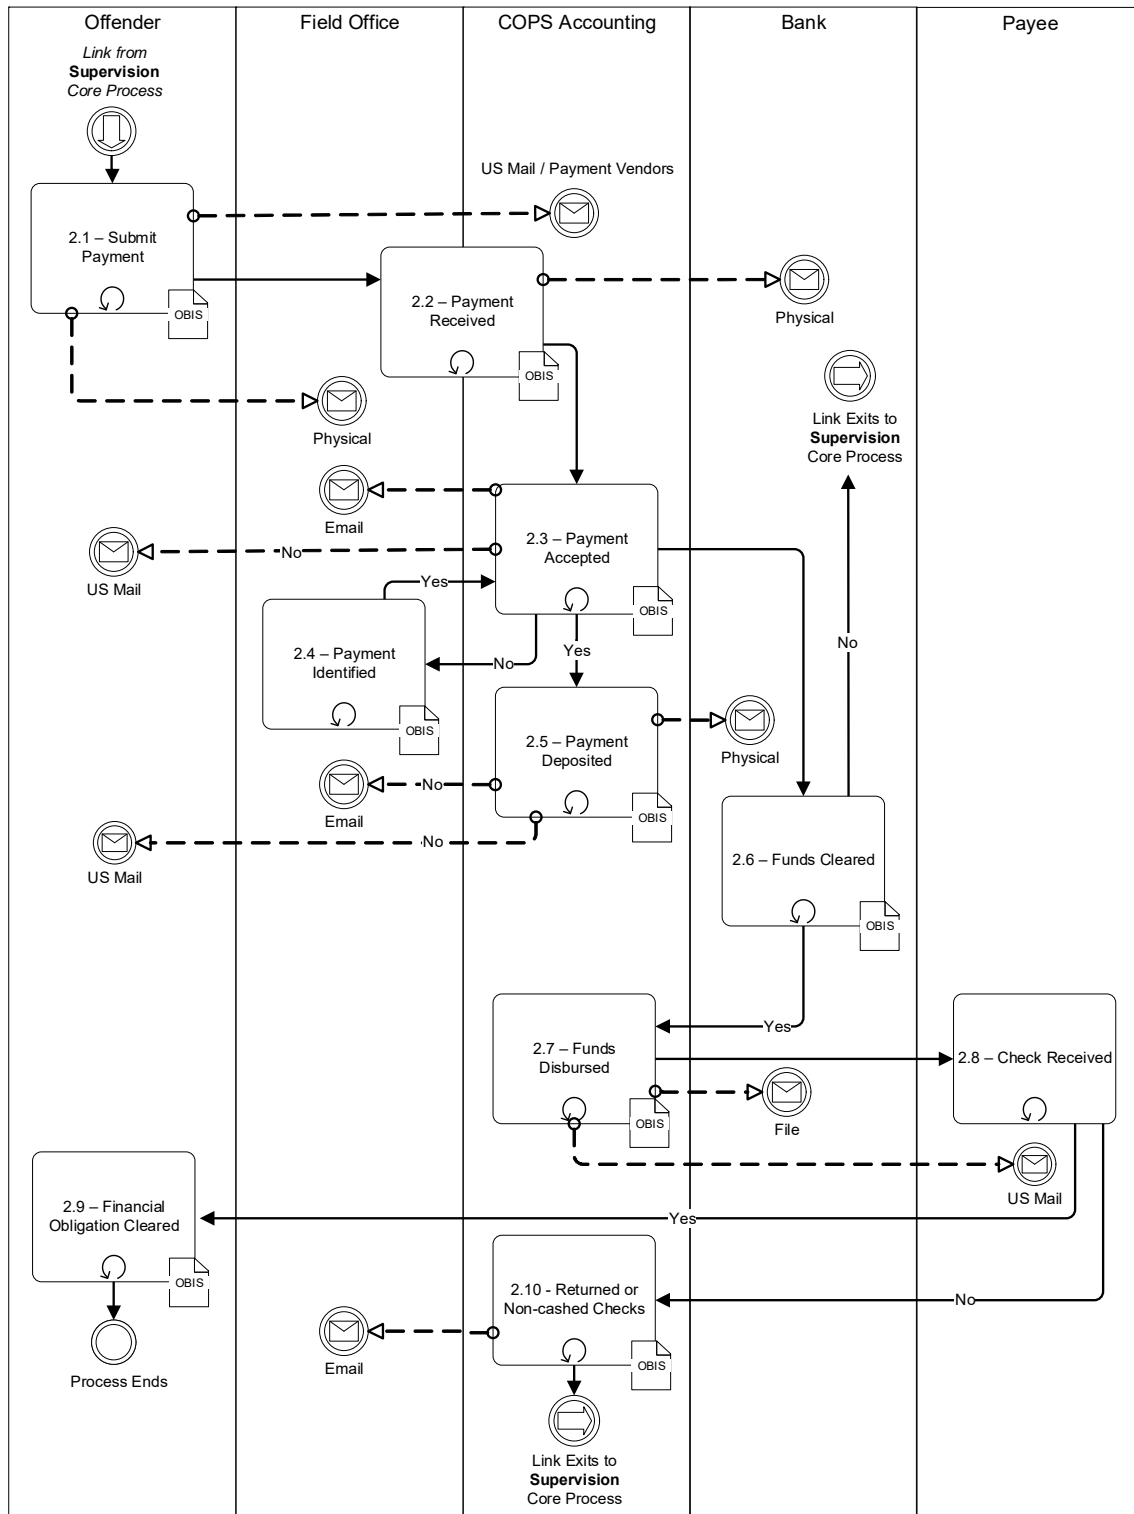 Offender
Field Office
COPS Accounting
Bank
Payee
Link from
Supervision
Core Process
US Mail / Payment Vendors
2.1 – Submit
Payment
OBIS
2.2 – Payment
Received
OBIS
Physical
Physical
Link Exits to
Supervision
Core Process
Email
2.3 – Payment
Accepted
OBIS
No
US Mail
Yes
2.4 – Payment
Identified
OBIS
No
Yes
No
2.5 – Payment
Deposited
OBIS
Physical
No
Email
No
US Mail
2.6 – Funds Cleared
OBIS
Yes
2.7 – Funds
Disbursed
OBIS
2.8 – Check Received
File
US Mail
2.9 – Financial
Obligation Cleared
OBIS
Yes
2.10 - Returned or
Non-cashed Checks
OBIS
No
Email
Process Ends
Link Exits to
Supervision
Core Process